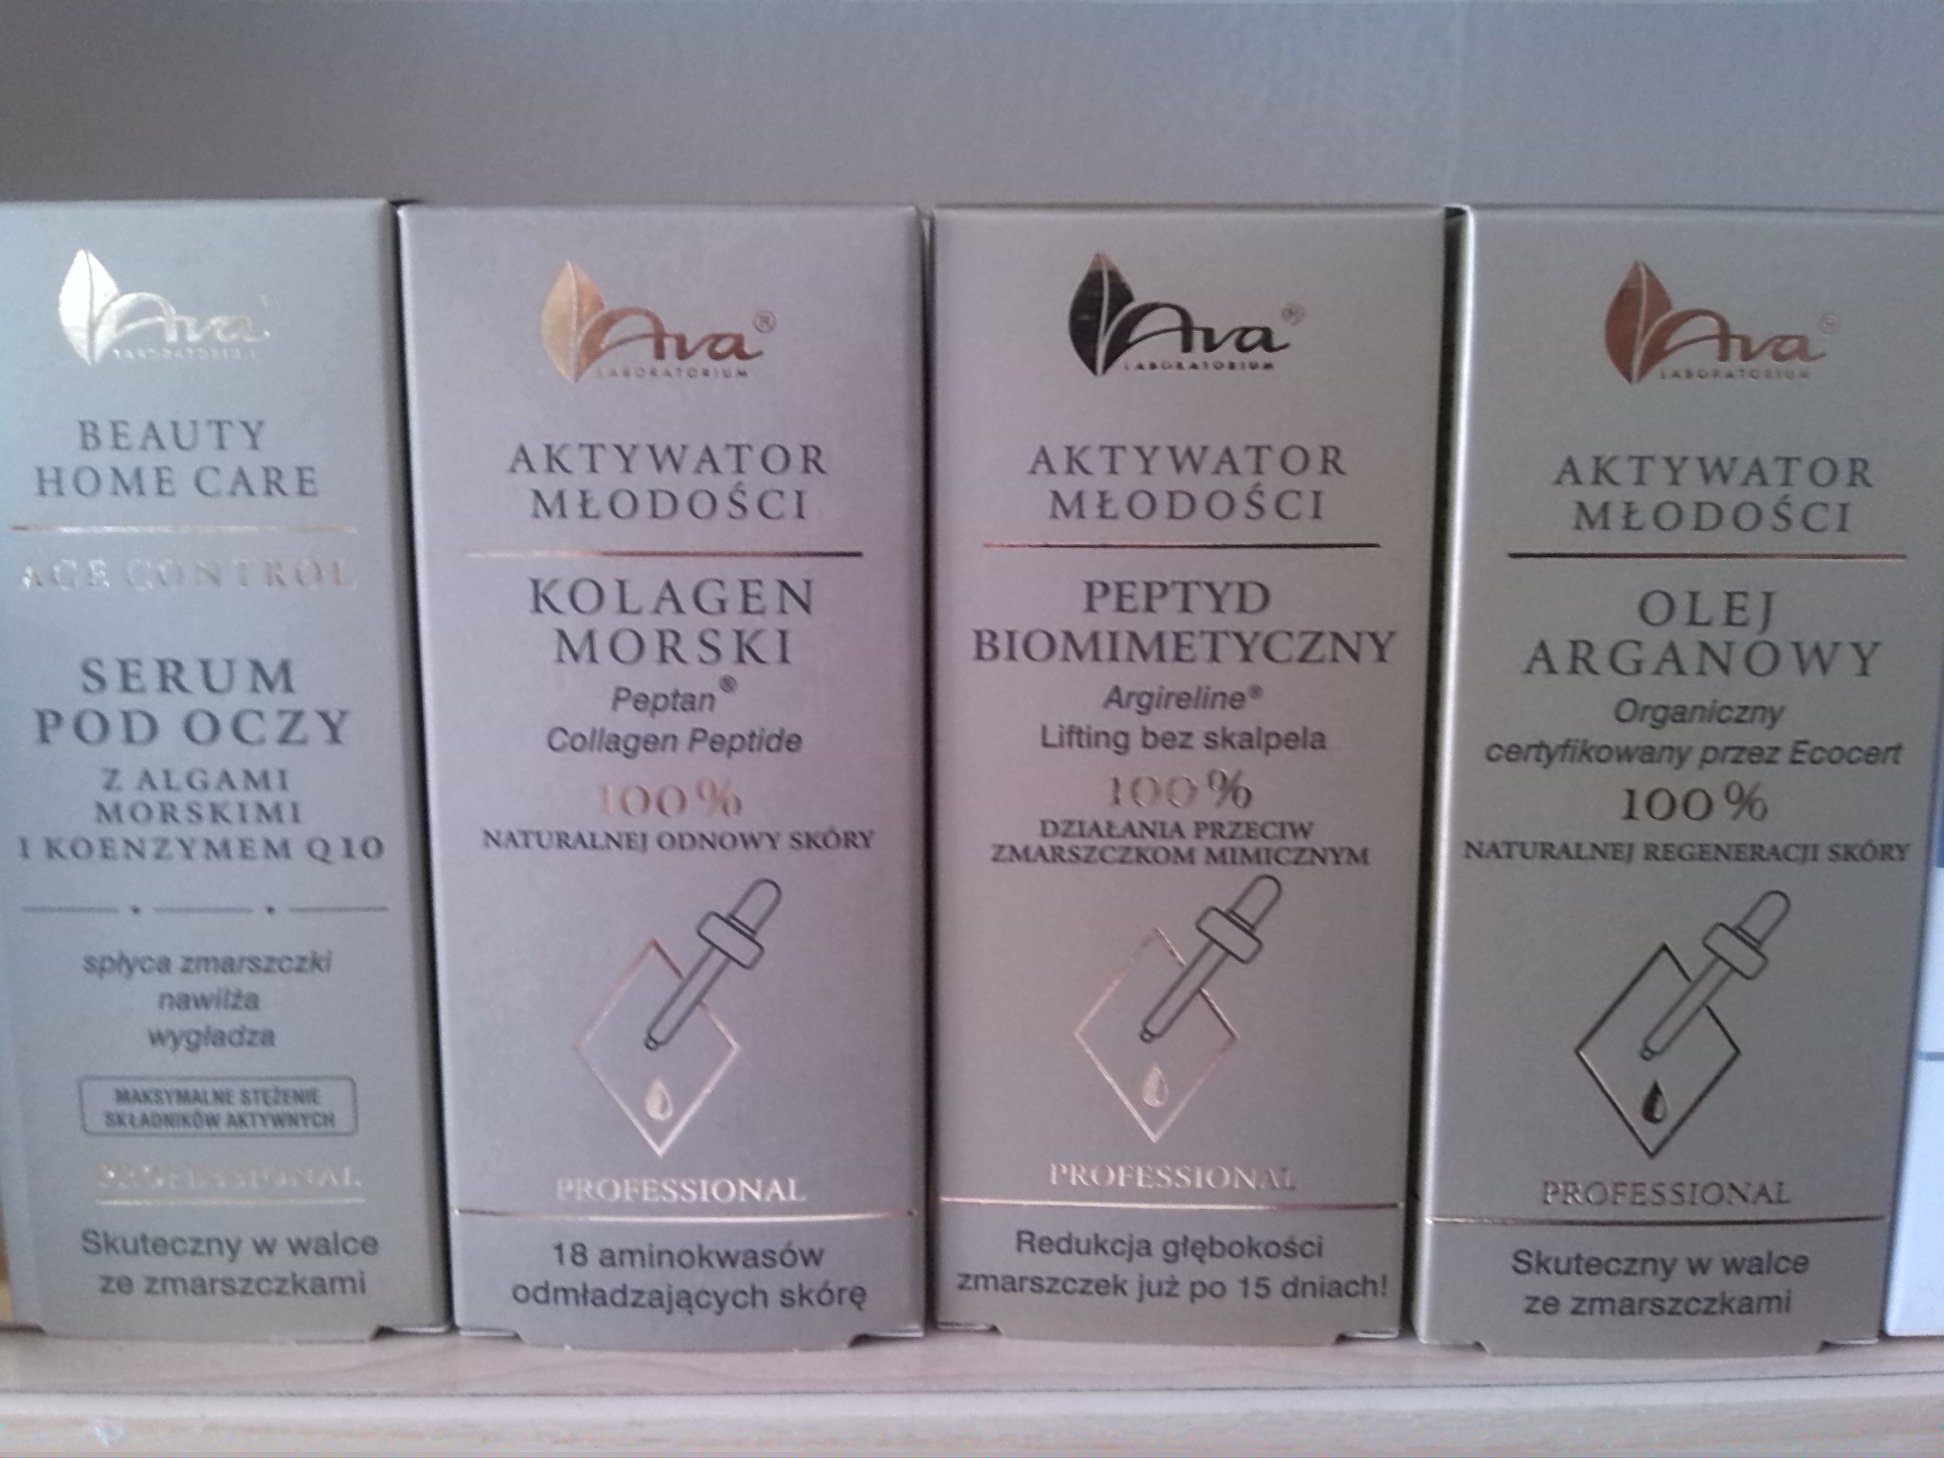 Ava
LABORATORIUM
BEAUTY
HOME CARE
AGE CONTROL
SERUM
POD OCZY
Z ALGAMI
MORSKIMI
I KOENZYMEM Q10
spłyca zmarszczki
nawilża
wygładza
MAKSYMALNE STĘŻENIE
SKŁADNIKÓW AKTYWNYCH
PROFESSIONAL
Skuteczny w walce
ze zmarszczkami
Ava®
LABORATORIUM
AKTYWATOR
MŁODOŚCI
KOLAGEN
MORSKI
Peptan®
Collagen Peptide
100%
NATURALNEJ ODNOWY SKÓRY
PROFESSIONAL
18 aminokwasów
odmładzających skórę
Ava®
LABORATORIUM
AKTYWATOR
MŁODOŚCI
PEPTYD
BIOMIMETYCZNY
Argireline®
Lifting bez skalpela
100%
DZIAŁANIA PRZECIW
ZMARSZCZKOM MIMICZNYM
PROFESSIONAL
Redukcja głębokości
zmarszczek już po 15 dniach!
Ava®
LABORATORIUM
AKTYWATOR
MŁODOŚCI
OLEJ
ARGANOWY
Organiczny
certyfikowany przez Ecocert
100%
NATURALNEJ REGENERACJI SKÓRY
PROFESSIONAL
Skuteczny w walce
ze zmarszczkami